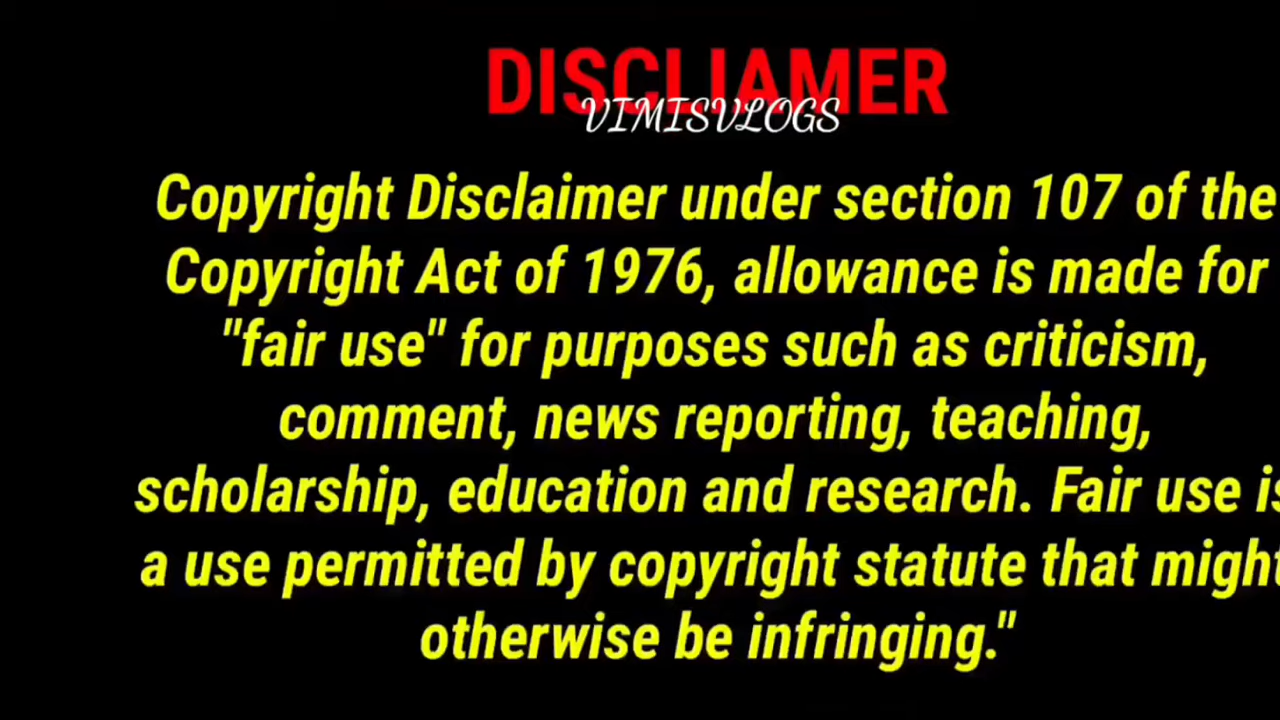 DISCLIAMER
VIMISVLOGS
Copyright Disclaimer under section 107 of the
Copyright Act of 1976, allowance is made for
"fair use" for purposes such as criticism,
comment, news reporting, teaching,
scholarship, education and research. Fair use is
a use permitted by copyright statute that might
otherwise be infringing."